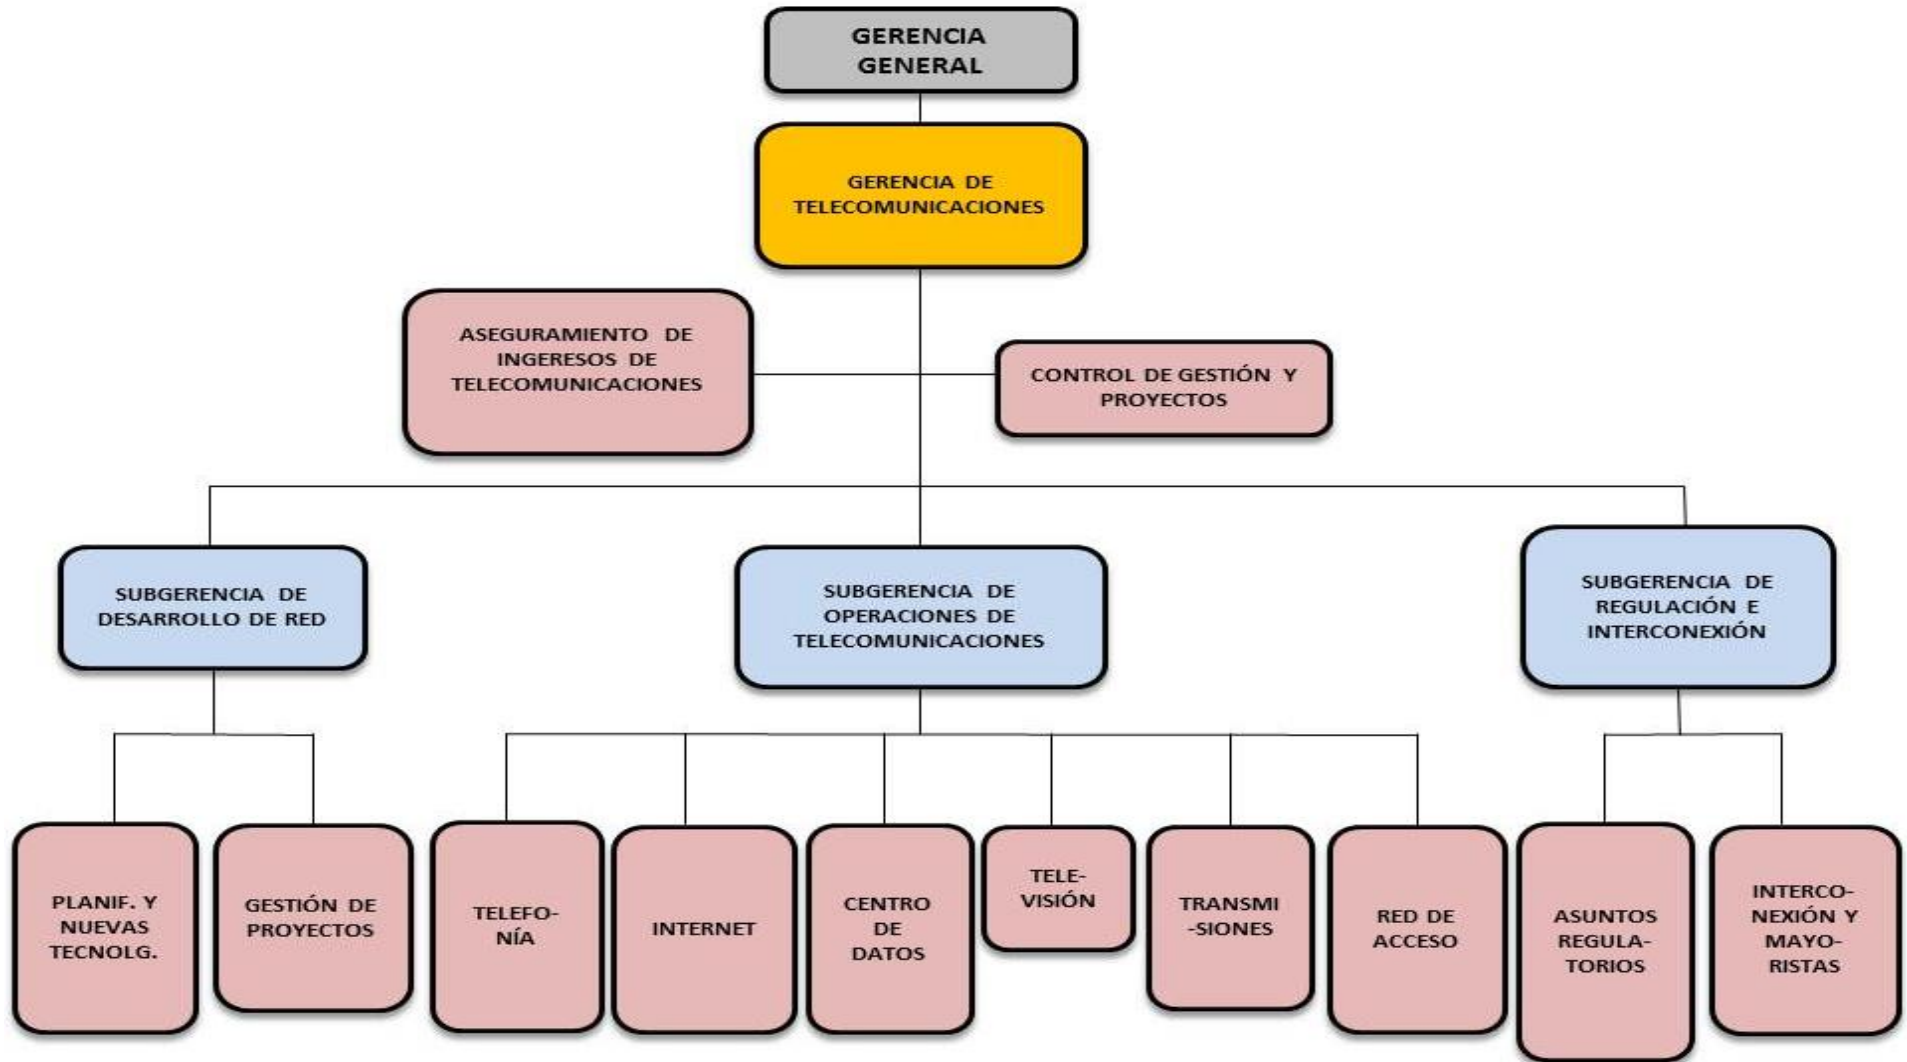 GERENCIA
GENERAL
GERENCIA DE
TELECOMUNICACIONES
ASEGURAMIENTO DE
INGERESOS DE
TELECOMUNICACIONES
CONTROL DE GESTIÓN Y
PROYECTOS
SUBGERENCIA DE
DESARROLLO DE RED
SUBGERENCIA DE
OPERACIONES DE
TELECOMUNICACIONES
SUBGERENCIA DE
REGULACIÓN E
INTERCONEXIÓN
PLANIF. Y
NUEVAS
TECNOLG.
GESTIÓN DE
PROYECTOS
TELEFO-
NÍA
INTERNET
CENTRO
DE
DATOS
TELE-
VISIÓN
TRANSMI
-SIONES
RED DE
ACCESO
ASUNTOS
REGULA-
TORIOS
INTERCO-
NEXIÓN Y
MAYO-
RISTAS